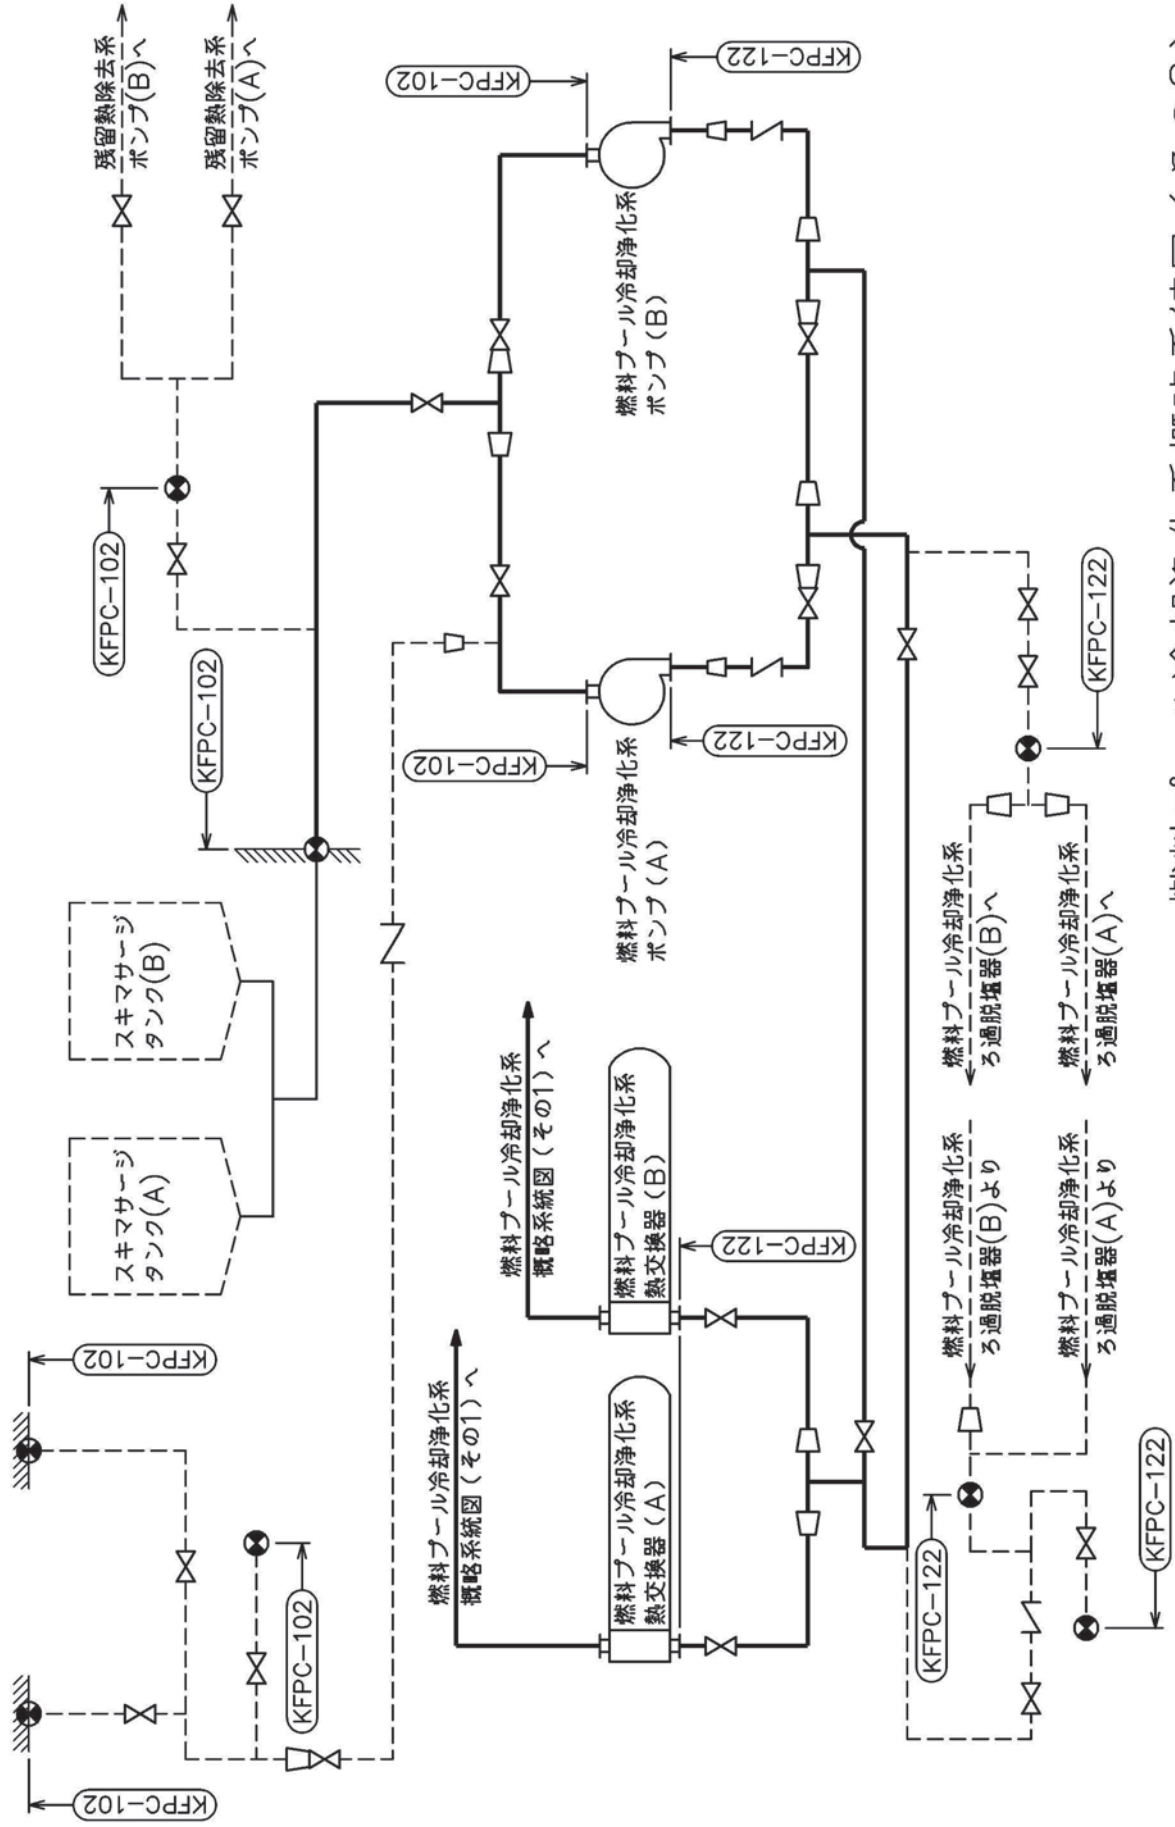 残留熱除去系
ポンプ(B)へ
残留熱除去系
ポンプ(A)へ
KFPC-102
KFPC-122
燃料プール冷却浄化系
ポンプ(B)
KFPC-102
KFPC-102
KFPC-102
KFPC-122
燃料プール冷却浄化系
ポンプ(A)
KFPC-122
燃料プール冷却浄化系
ろ過脱塩器(B)へ
燃料プール冷却浄化系
ろ過脱塩器(A)へ
スキマサージ
タンク(B)
スキマサージ
タンク(A)
燃料プール冷却浄化系
概略系統図(その1)へ
燃料プール冷却浄化系
熱交換器(B)
KFPC-122
燃料プール冷却浄化系
ろ過脱塩器(B)より
燃料プール冷却浄化系
ろ過脱塩器(A)より
KFPC-102
燃料プール冷却浄化系
概略系統図(その1)へ
燃料プール冷却浄化系
熱交換器(A)
KFPC-102
KFPC-122
KFPC-122
KFPC-102